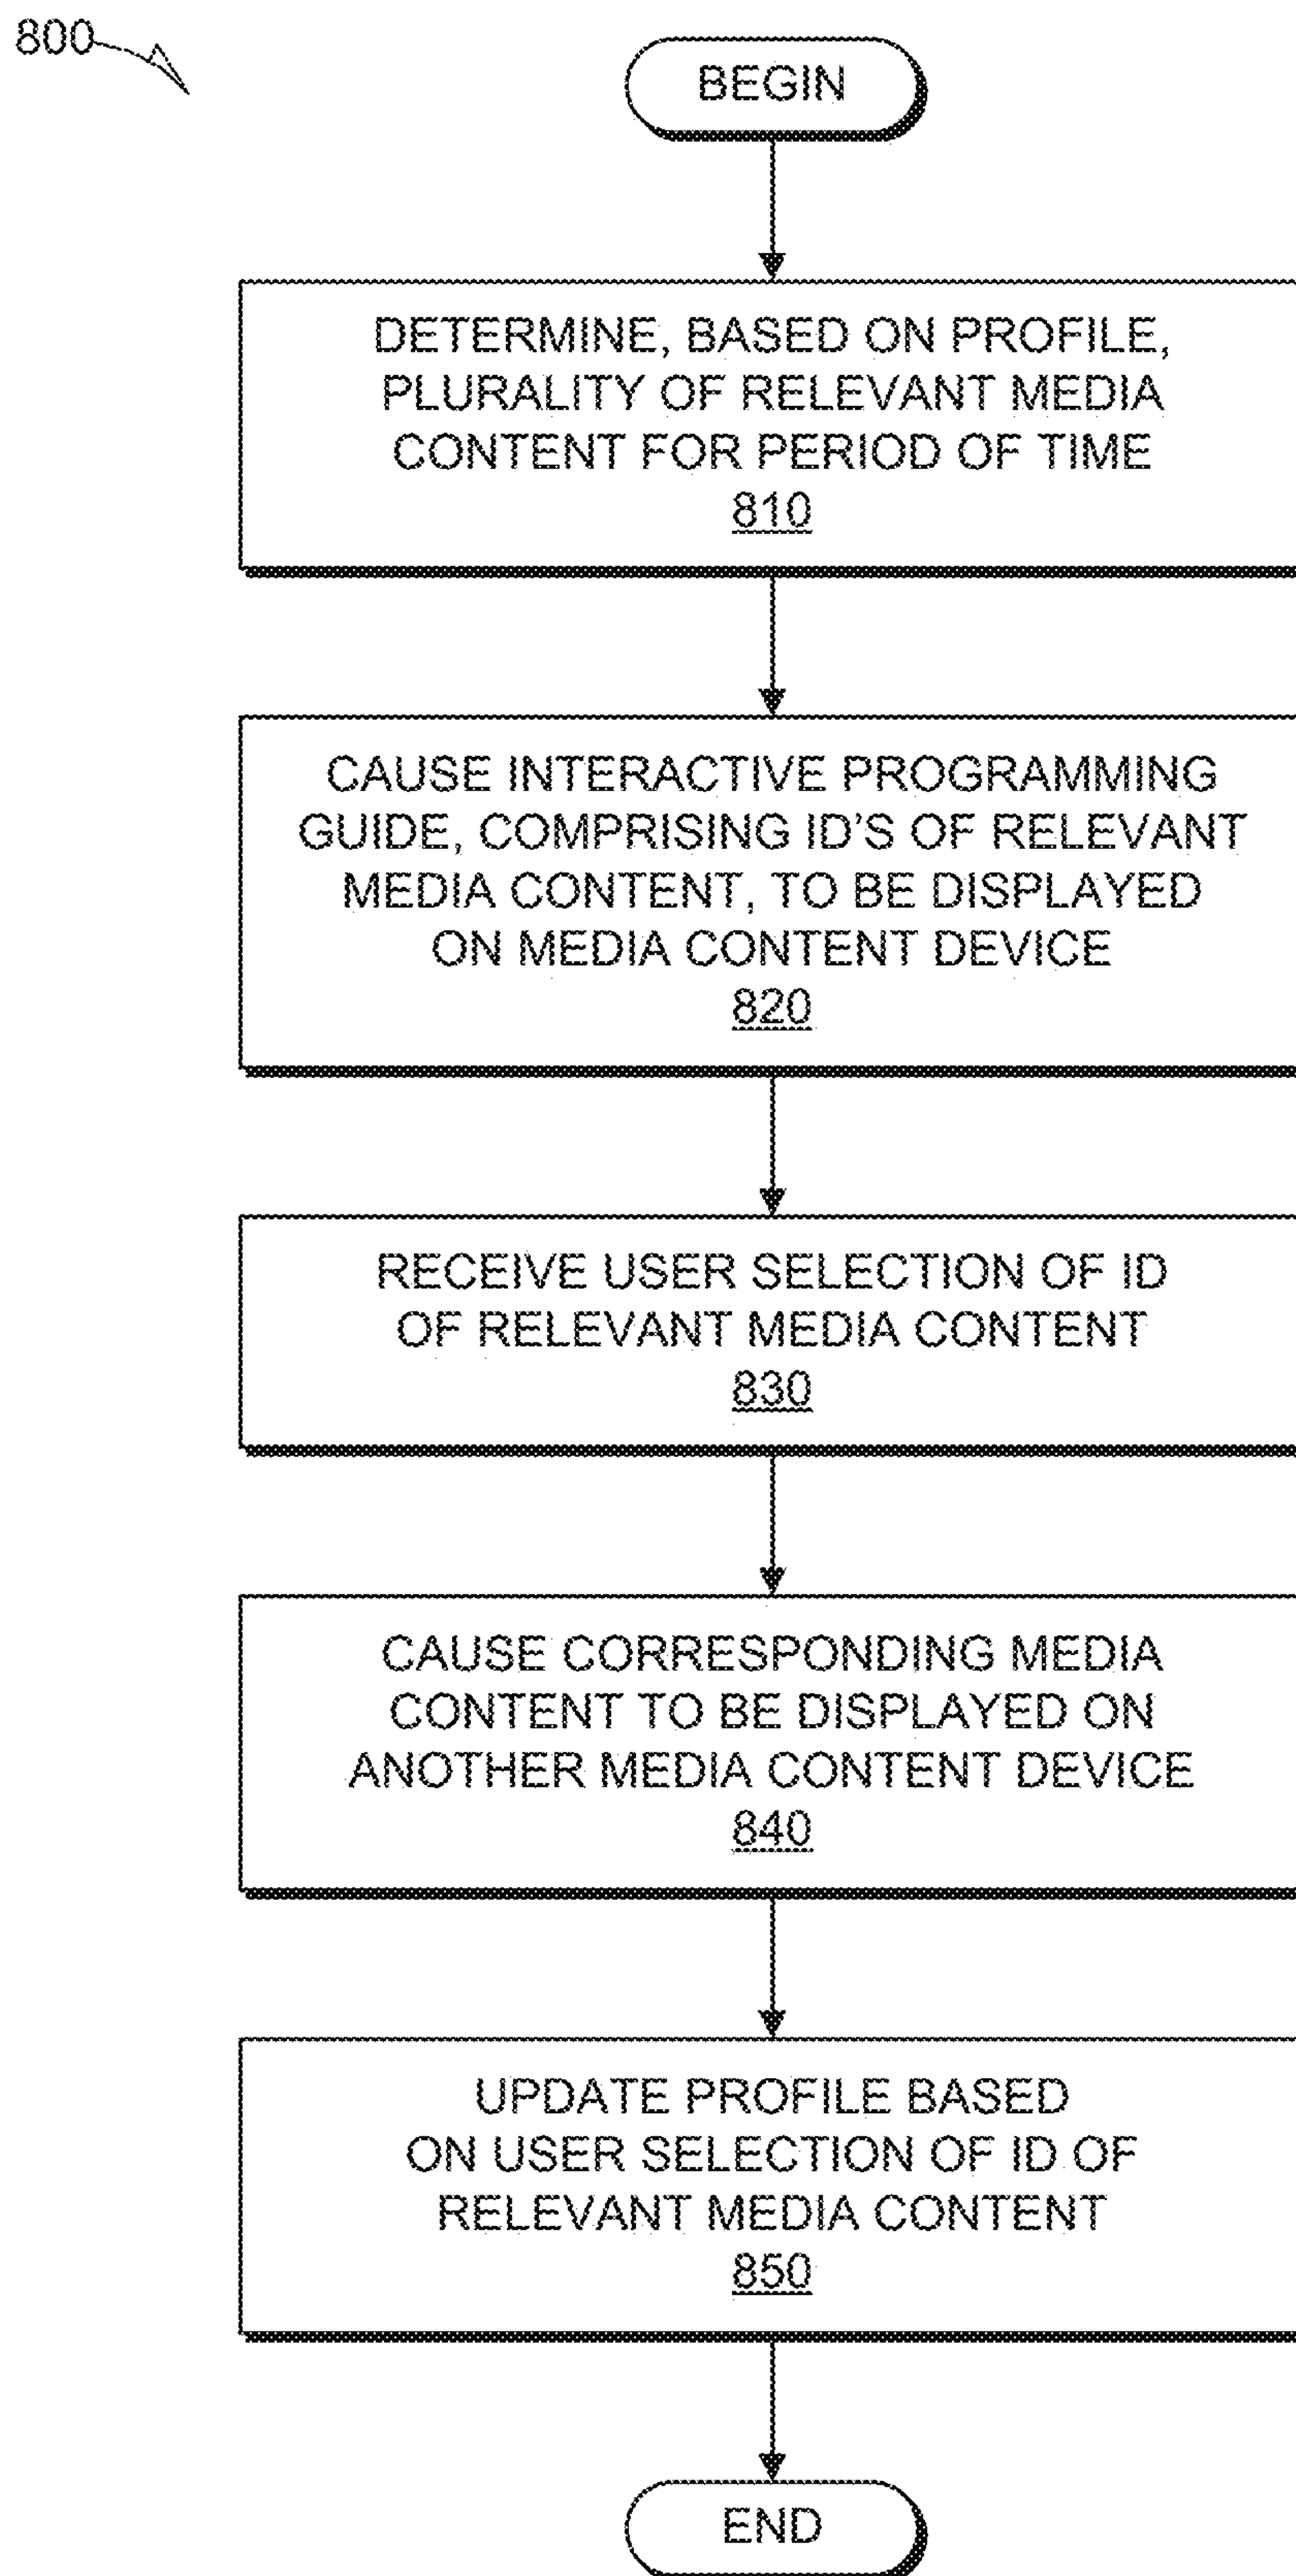 800
BEGIN
DETERMINE, BASED ON PROFILE,
PLURALITY OF RELEVANT MEDIA
CONTENT FOR PERIOD OF TIME
810
CAUSE INTERACTIVE PROGRAMMING
GUIDE, COMPRISING ID'S OF RELEVANT
MEDIA CONTENT, TO BE DISPLAYED
ON MEDIA CONTENT DEVICE
820
RECEIVE USER SELECTION OF ID
OF RELEVANT MEDIA CONTENT
830
CAUSE CORRESPONDING MEDIA
CONTENT TO BE DISPLAYED ON
ANOTHER MEDIA CONTENT DEVICE
840
UPDATE PROFILE BASED
ON USER SELECTION OF ID OF
RELEVANT MEDIA CONTENT
850
END